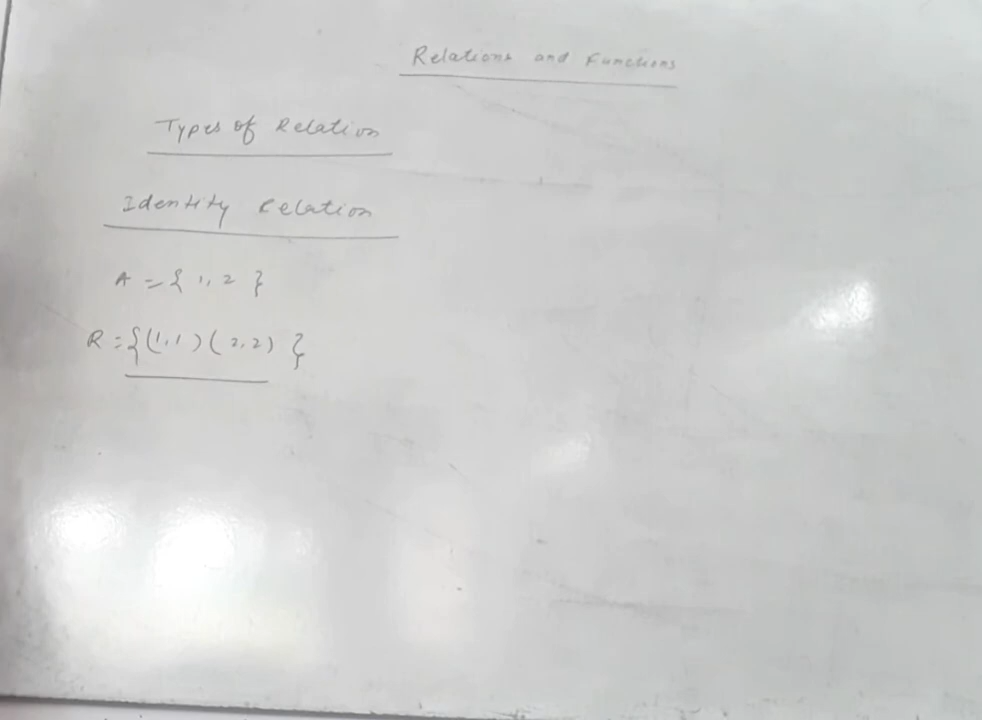 Relations and Functions
Types of Relation
Identity Relation
A = { 1, 2 }
R = {(1,1) (2,2) }